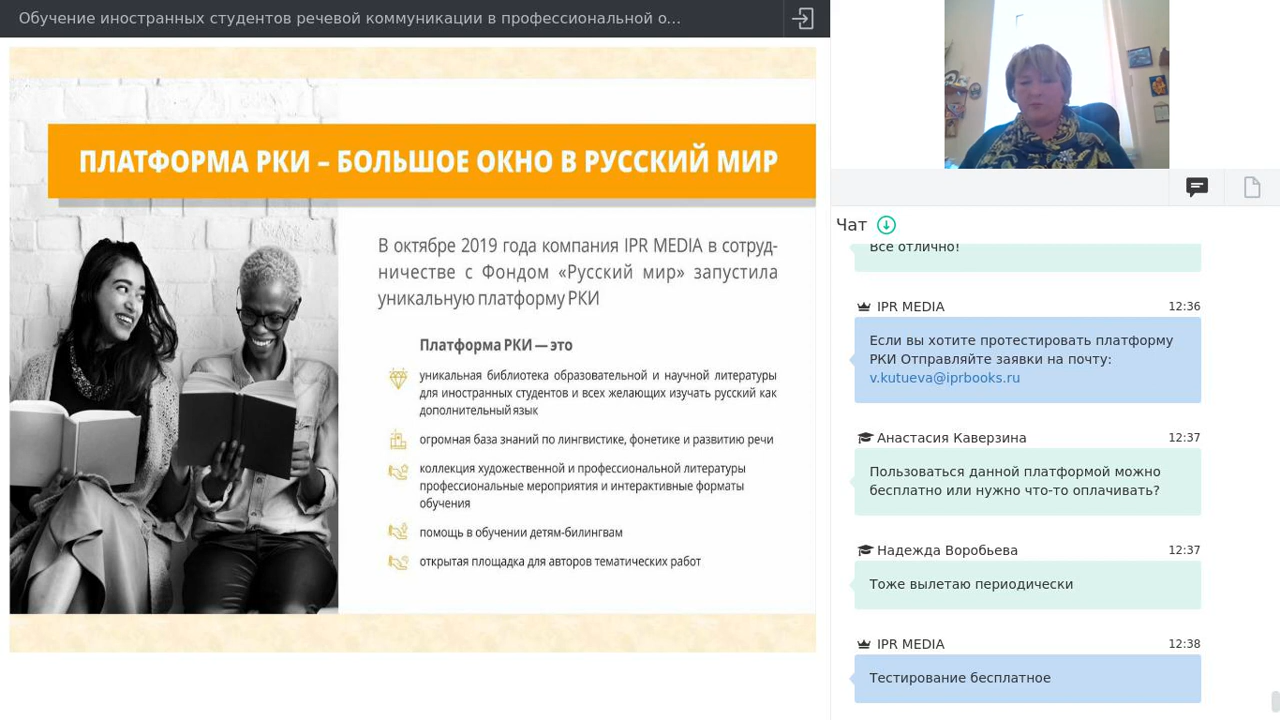 Обучение иностранных студентов речевой коммуникации в профессиональной о...
ПЛАТФОРМА РКИ – БОЛЬШОЕ ОКНО В РУССКИЙ МИР
В октябре 2019 года компания IPR MEDIA в сотруд-
ничестве с Фондом «Русский мир» запустила
уникальную платформу РКИ
Платформа РКИ — это
уникальная библиотека образовательной и научной литературы
для иностранных студентов и всех желающих изучать русский как
дополнительный язык
огромная база знаний по лингвистике, фонетике и развитию речи
коллекция художественной и профессиональной литературы
профессиональные мероприятия и интерактивные форматы
обучения
помощь в обучении детям-билингвам
открытая площадка для авторов тематических работ
Чат
Все отлично!
IPR MEDIA 12:36
Если вы хотите протестировать платформу
РКИ Отправляйте заявки на почту:
v.kutueva@iprbooks.ru
Анастасия Каверзина 12:37
Пользоваться данной платформой можно
бесплатно или нужно что-то оплачивать?
Надежда Воробьева 12:37
Тоже вылетаю периодически
IPR MEDIA 12:38
Тестирование бесплатное